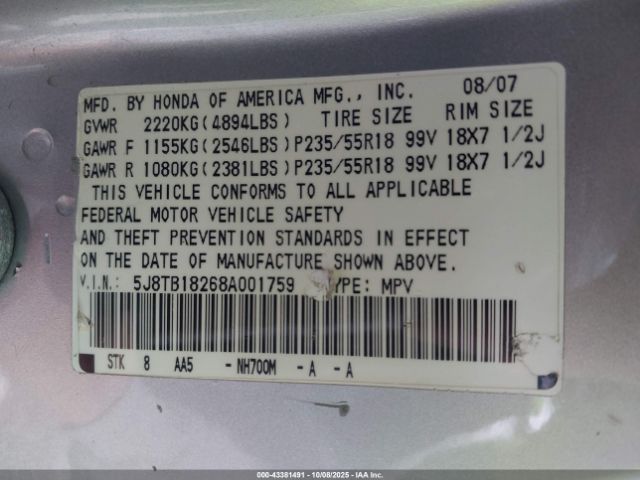 MFD. BY HONDA OF AMERICA MFG., INC. 08/07
GVWR 2220KG(4894LBS) TIRE SIZE RIM SIZE
GAWR F 1155KG(2546LBS)P235/55R18 99V 18X7 1/2J
GAWR R 1080KG(2381LBS)P235/55R18 99V 18X7 1/2J
THIS VEHICLE CONFORMS TO ALL APPLICABLE
FEDERAL MOTOR VEHICLE SAFETY
AND THEFT PREVENTION STANDARDS IN EFFECT
ON THE DATE OF MANUFACTURE SHOWN ABOVE.
V.I.N.: 5J8TB18268A001759 TYPE: MPV
STK 8 AA5 -NH700M -A -A
000-43381491 - 10/08/2025 - IAAI.com